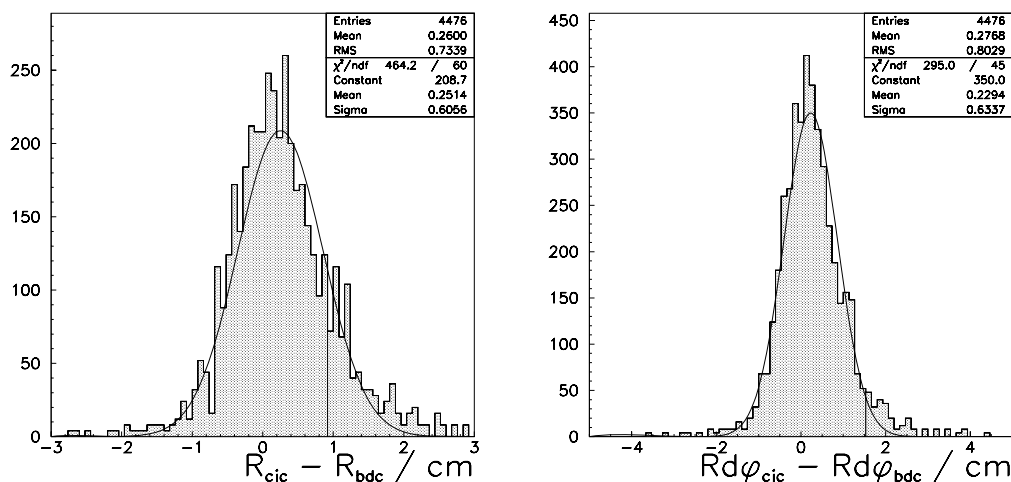 Entries 4476
Mean 0.2600
RMS 0.7339
χ²/ndf 464.2 / 60
Constant 208.7
Mean 0.2514
Sigma 0.6056
250
200
150
100
50
0
−3 −2 −1 0 1 2 3
R_cic − R_bdc / cm
Entries 4476
Mean 0.2768
RMS 0.8029
χ²/ndf 295.0 / 45
Constant 350.0
Mean 0.2294
Sigma 0.6337
450
400
350
300
250
200
150
100
50
0
−4 −2 0 2 4
Rdφ_cic − Rdφ_bdc / cm